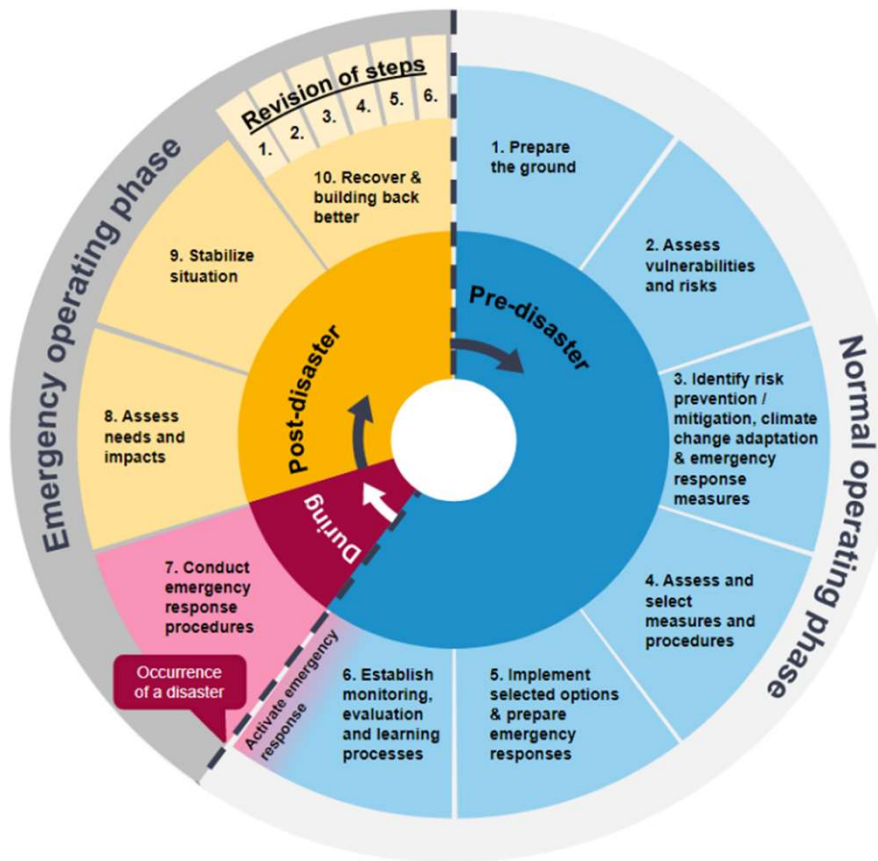 Emergency operating phase
Normal operating phase
Revision of steps
1. 2. 3. 4. 5. 6.
Pre-disaster
During
Post-disaster
1. Prepare
the ground
2. Assess
vulnerabilities
and risks
3. Identify risk
prevention /
mitigation, climate
change adaptation
& emergency
response
measures
4. Assess and
select
measures and
procedures
5. Implement
selected options
& prepare
emergency
responses
6. Establish
monitoring,
evaluation
and learning
processes
Activate emergency
response
Occurrence
of a disaster
7. Conduct
emergency
response
procedures
8. Assess
needs and
impacts
9. Stabilize
situation
10. Recover &
building back
better